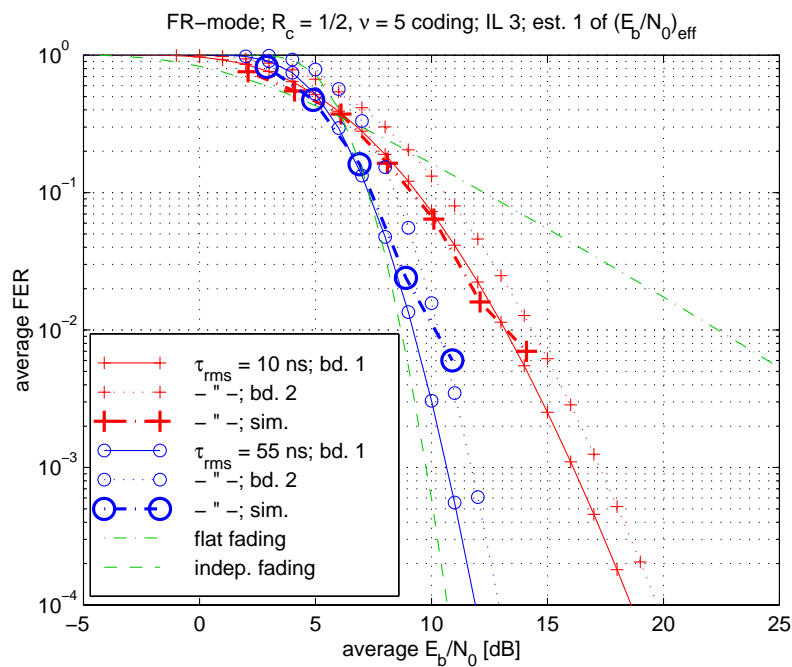 FR−mode; R_c = 1/2, ν = 5 coding; IL 3; est. 1 of (E_b/N_0)_eff
10^0
10^−1
10^−2
10^−3
10^−4
average FER
τ_rms = 10 ns; bd. 1
− " −; bd. 2
− " −; sim.
τ_rms = 55 ns; bd. 1
− " −; bd. 2
− " −; sim.
flat fading
indep. fading
−5 0 5 10 15 20 25
average E_b/N_0 [dB]